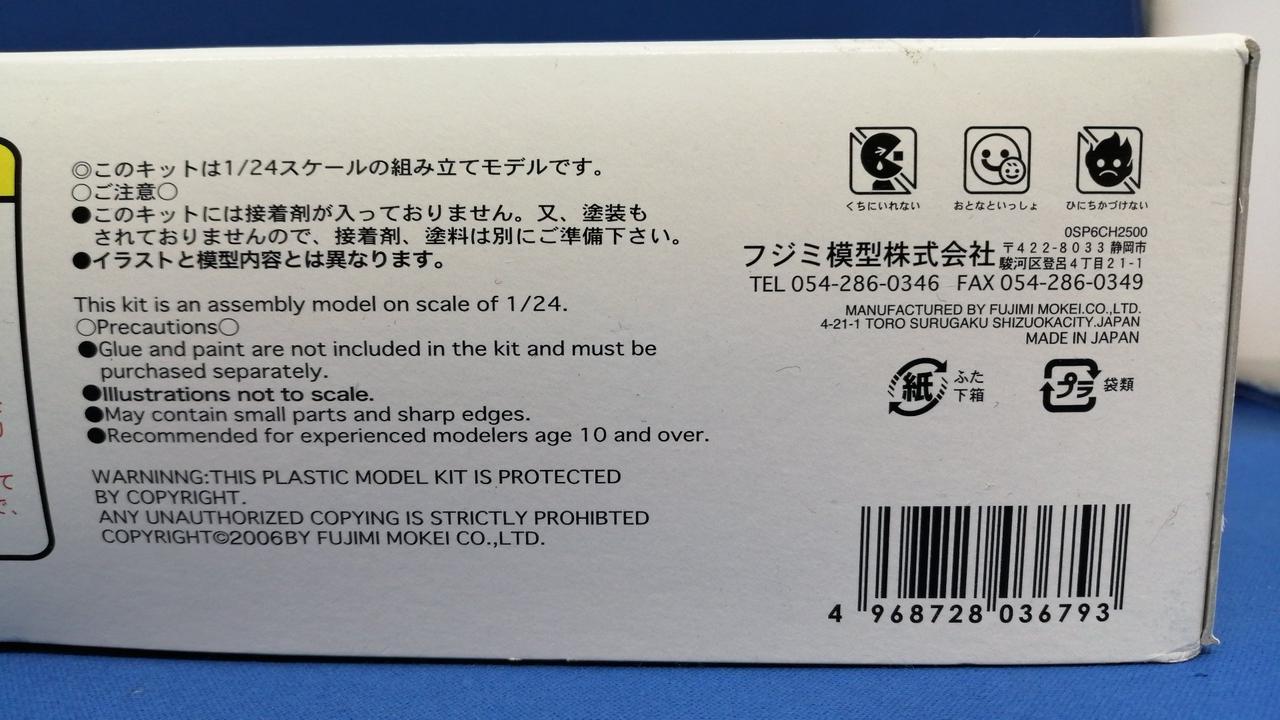 ◎このキットは1/24スケールの組み立てモデルです。
○ご注意○
●このキットには接着剤が入っておりません。又、塗装も
されておりませんので、接着剤、塗料は別にご準備下さい。
●イラストと模型内容とは異なります。
This kit is an assembly model on scale of 1/24.
○Precautions○
●Glue and paint are not included in the kit and must be
purchased separately.
●Illustrations not to scale.
●May contain small parts and sharp edges.
●Recommended for experienced modelers age 10 and over.
WARNINNG:THIS PLASTIC MODEL KIT IS PROTECTED
BY COPYRIGHT.
ANY UNAUTHORIZED COPYING IS STRICTLY PROHIBTED
COPYRIGHT©2006BY FUJIMI MOKEI CO.,LTD.
くちにいれない
おとなといっしょ
ひにちかづけない
0SP6CH2500
フジミ模型株式会社
〒422-8033 静岡市
駿河区登呂4丁目21-1
TEL 054-286-0346 FAX 054-286-0349
MANUFACTURED BY FUJIMI MOKEI.CO.,LTD.
4-21-1 TORO SURUGAKU SHIZUOKACITY.JAPAN
MADE IN JAPAN
紙
ふた
下箱
プラ
袋類
4 968728 036793
て
で、